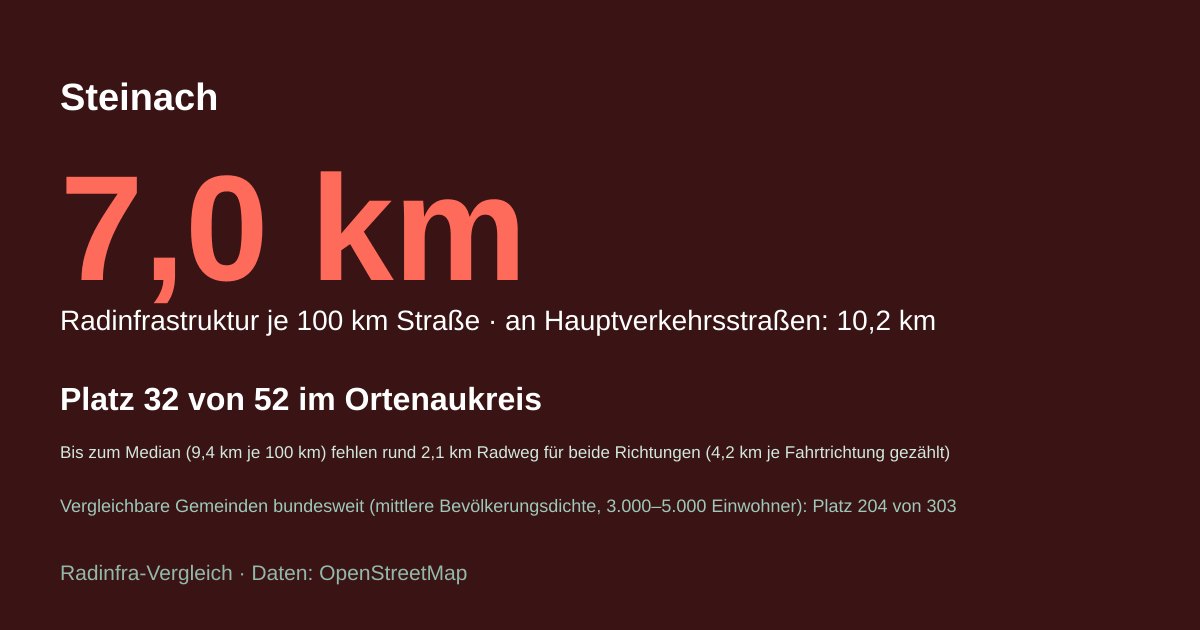 Steinach
7,0 km
Radinfrastruktur je 100 km Straße · an Hauptverkehrsstraßen: 10,2 km
Platz 32 von 52 im Ortenaukreis
Bis zum Median (9,4 km je 100 km) fehlen rund 2,1 km Radweg für beide Richtungen (4,2 km je Fahrtrichtung gezählt)
Vergleichbare Gemeinden bundesweit (mittlere Bevölkerungsdichte, 3.000–5.000 Einwohner): Platz 204 von 303
Radinfra-Vergleich · Daten: OpenStreetMap